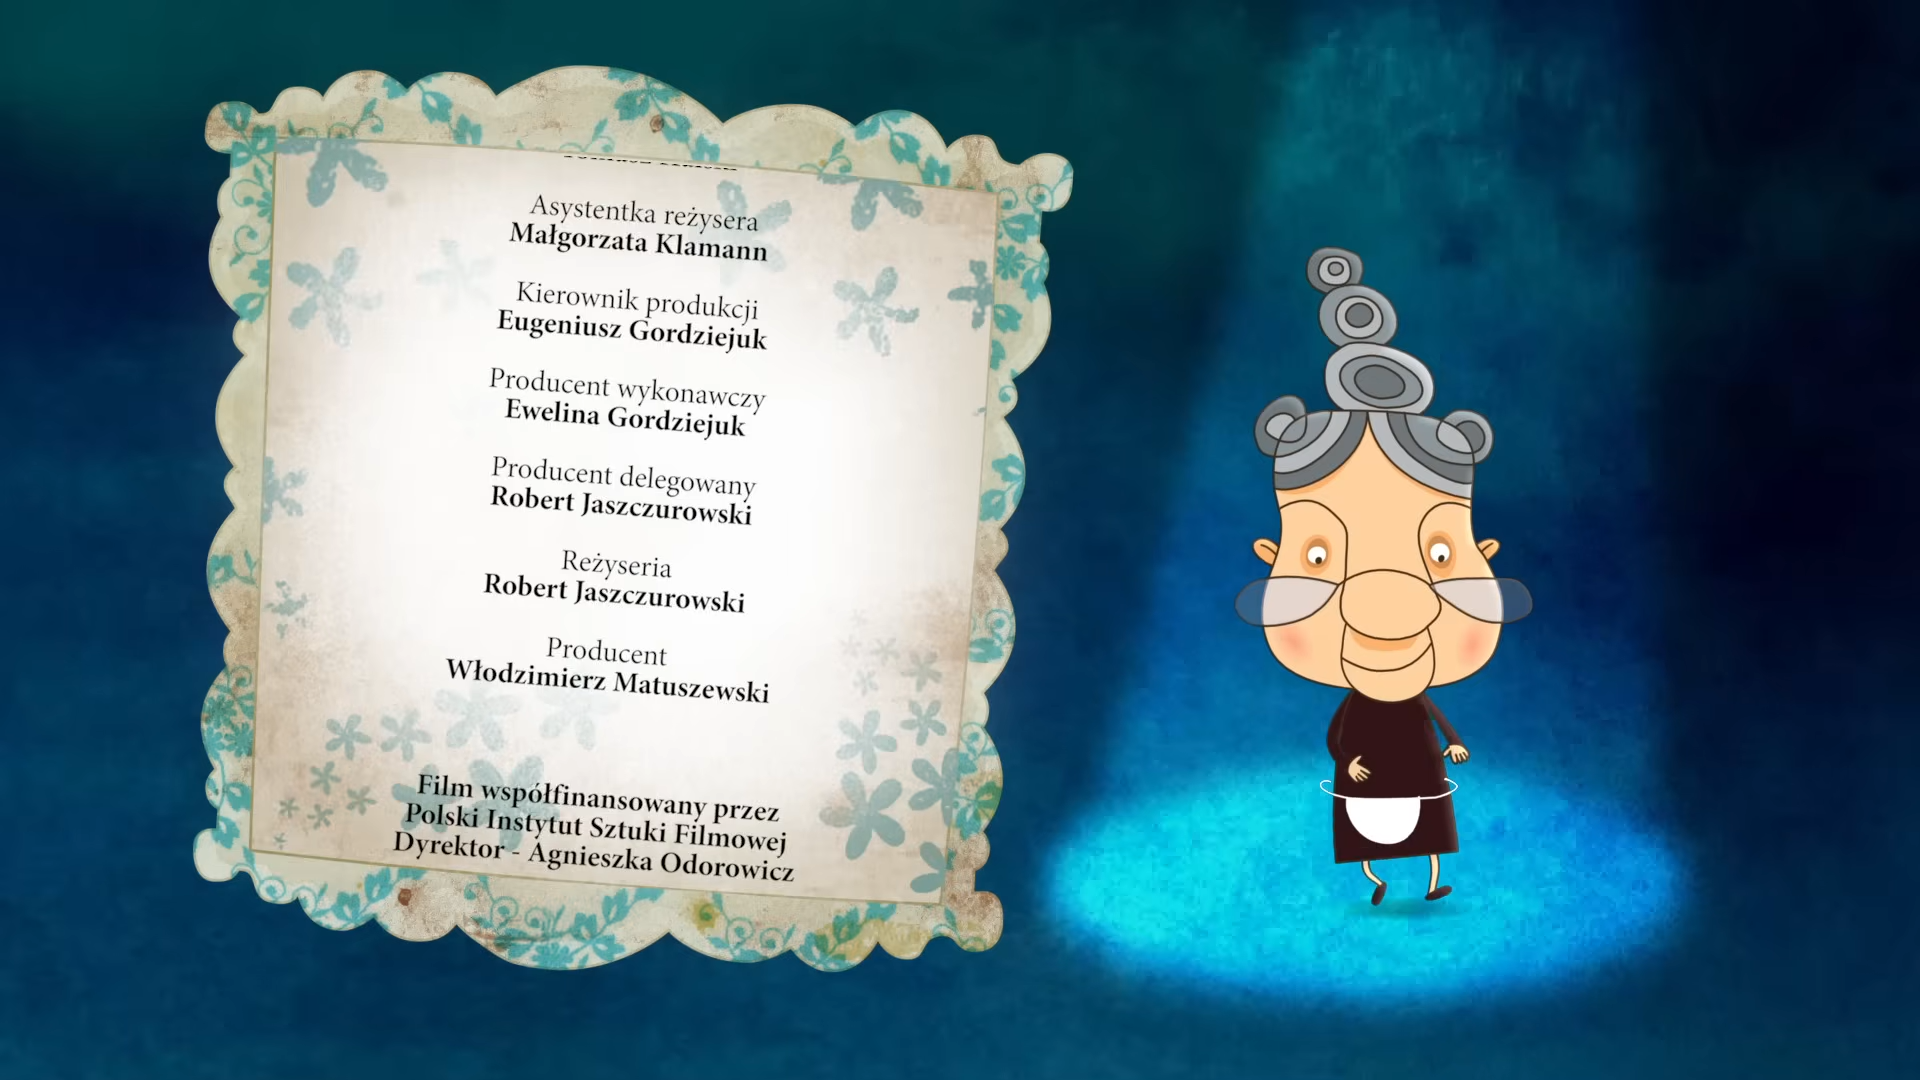 Asystentka reżysera
Małgorzata Klamann
Kierownik produkcji
Eugeniusz Gordziejuk
Producent wykonawczy
Ewelina Gordziejuk
Producent delegowany
Robert Jaszczurowski
Reżyseria
Robert Jaszczurowski
Producent
Włodzimierz Matuszewski
Film współfinansowany przez
Polski Instytut Sztuki Filmowej
Dyrektor - Agnieszka Odorowicz